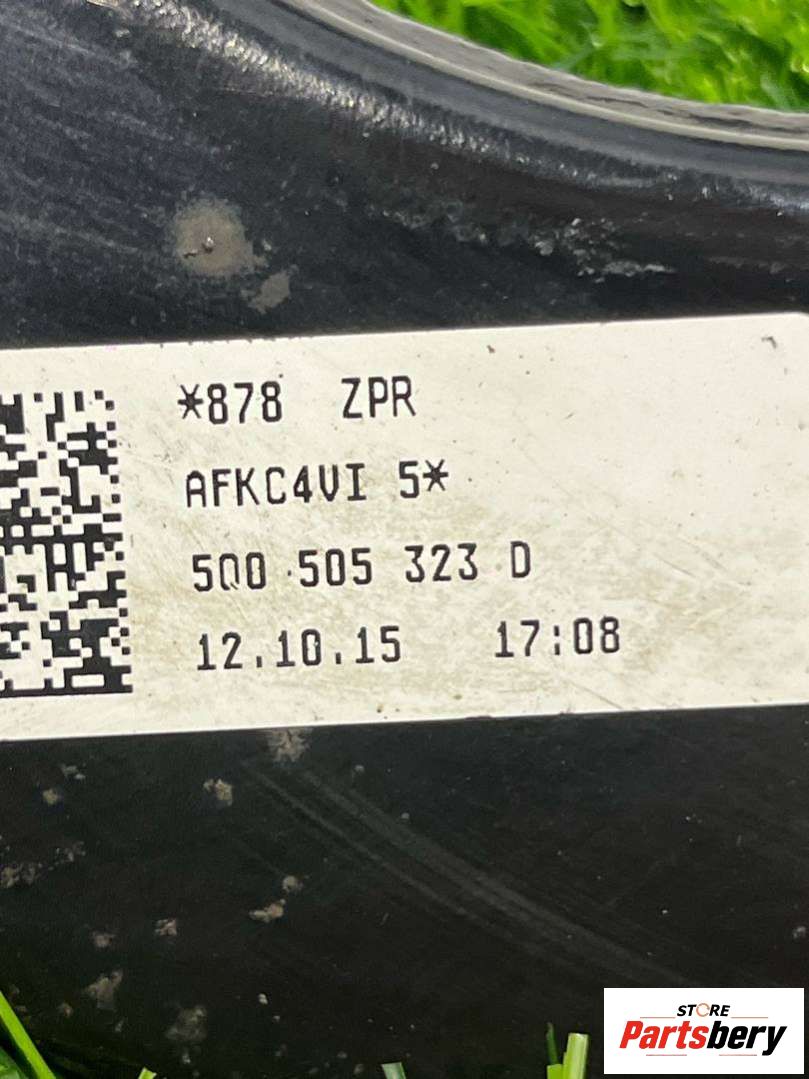 *878 ZPR
AFKC4VI 5*
5Q0 505 323 D
12.10.15 17:08
STORE
Partsbery